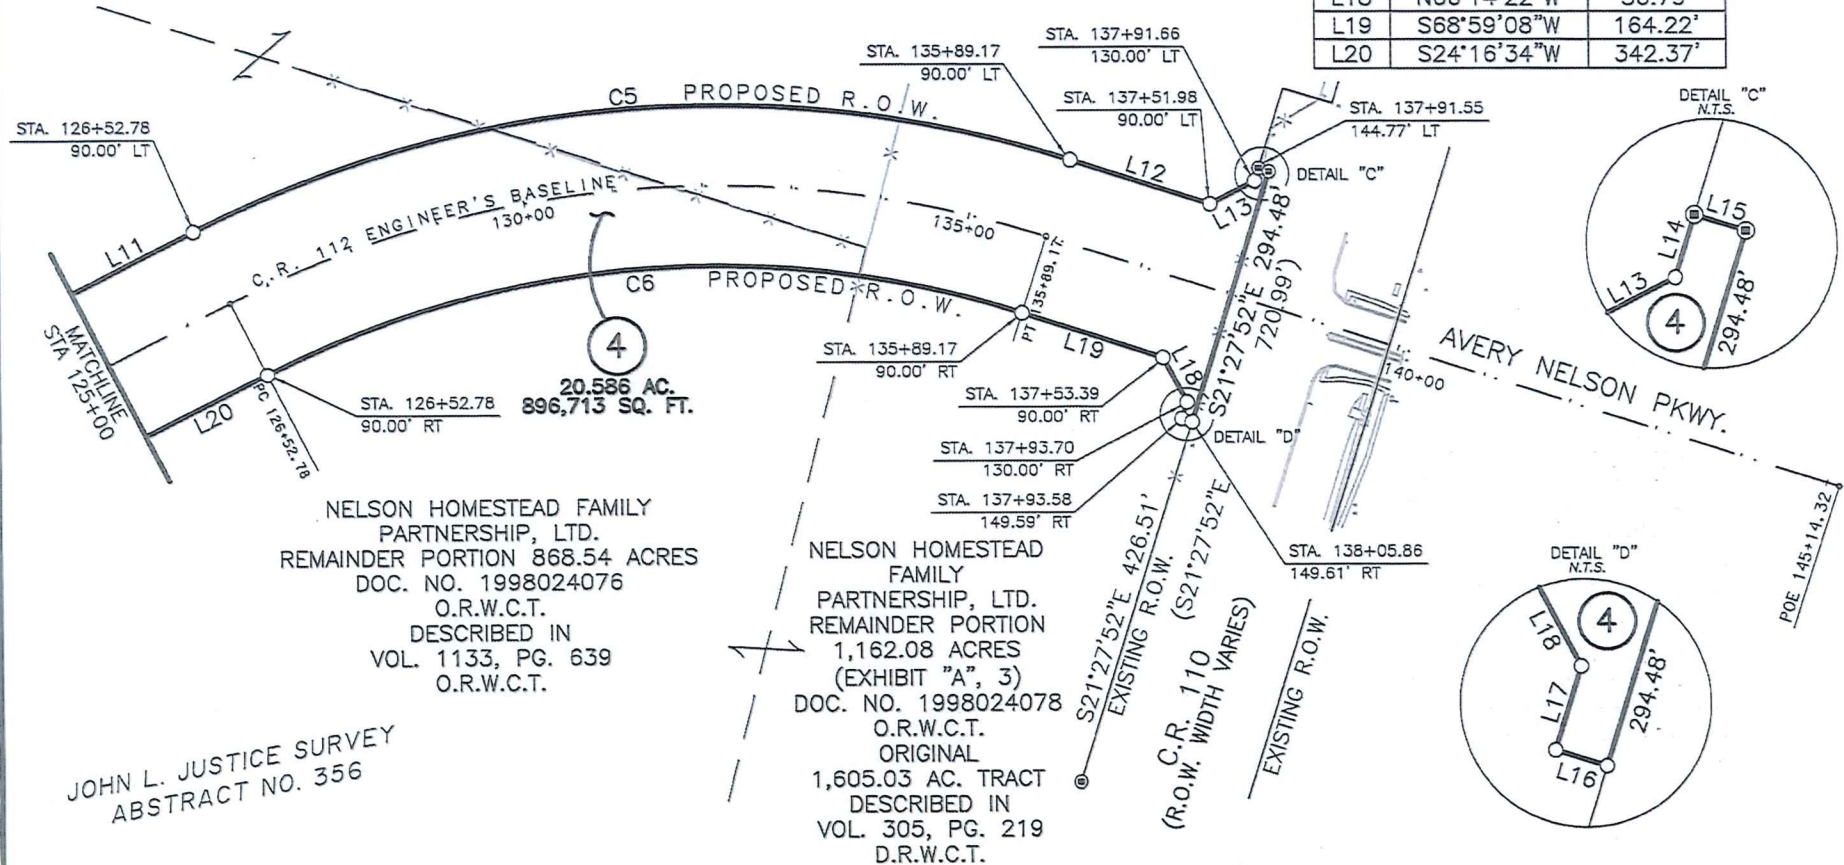 L19 S68°59'08"W 164.22'
L20 S24°16'34"W 342.37'
STA. 126+52.78
90.00' LT
C5 PROPOSED R.O.W.
STA. 135+89.17
90.00' LT
STA. 137+91.66
130.00' LT
STA. 137+51.98
90.00' LT
STA. 137+91.55
144.77' LT
DETAIL "C"
L11
C.R. 112 ENGINEER'S BASELINE
130+00
135+00
L12
L13
S21°27'52"E 294.48'
720.99')
DETAIL "C"
N.T.S.
L15
L14
L13
4
294.48'
MATCHLINE
STA 125+00
L20
PC 126+52.78
STA. 126+52.78
90.00' RT
C6 PROPOSED R.O.W.
4
20.586 AC.
896,713 SQ. FT.
PT 135+89.17
L19
L18
STA. 135+89.17
90.00' RT
STA. 137+53.39
90.00' RT
STA. 137+93.70
130.00' RT
STA. 137+93.58
149.59' RT
DETAIL "D"
STA. 138+05.86
149.61' RT
140+00
AVERY NELSON PKWY.
POE 145+14.32
NELSON HOMESTEAD FAMILY
PARTNERSHIP, LTD.
REMAINDER PORTION 868.54 ACRES
DOC. NO. 1998024076
O.R.W.C.T.
DESCRIBED IN
VOL. 1133, PG. 639
O.R.W.C.T.
NELSON HOMESTEAD
FAMILY
PARTNERSHIP, LTD.
REMAINDER PORTION
1,162.08 ACRES
(EXHIBIT "A", 3)
DOC. NO. 1998024078
O.R.W.C.T.
ORIGINAL
1,605.03 AC. TRACT
DESCRIBED IN
VOL. 305, PG. 219
D.R.W.C.T.
S21°27'52"E 426.51'
EXISTING R.O.W.
(S21°27'52"E
C.R. 110
(R.O.W. WIDTH VARIES)
EXISTING R.O.W.
DETAIL "D"
N.T.S.
L18
4
L17
294.48'
L16
JOHN L. JUSTICE SURVEY
ABSTRACT NO. 356